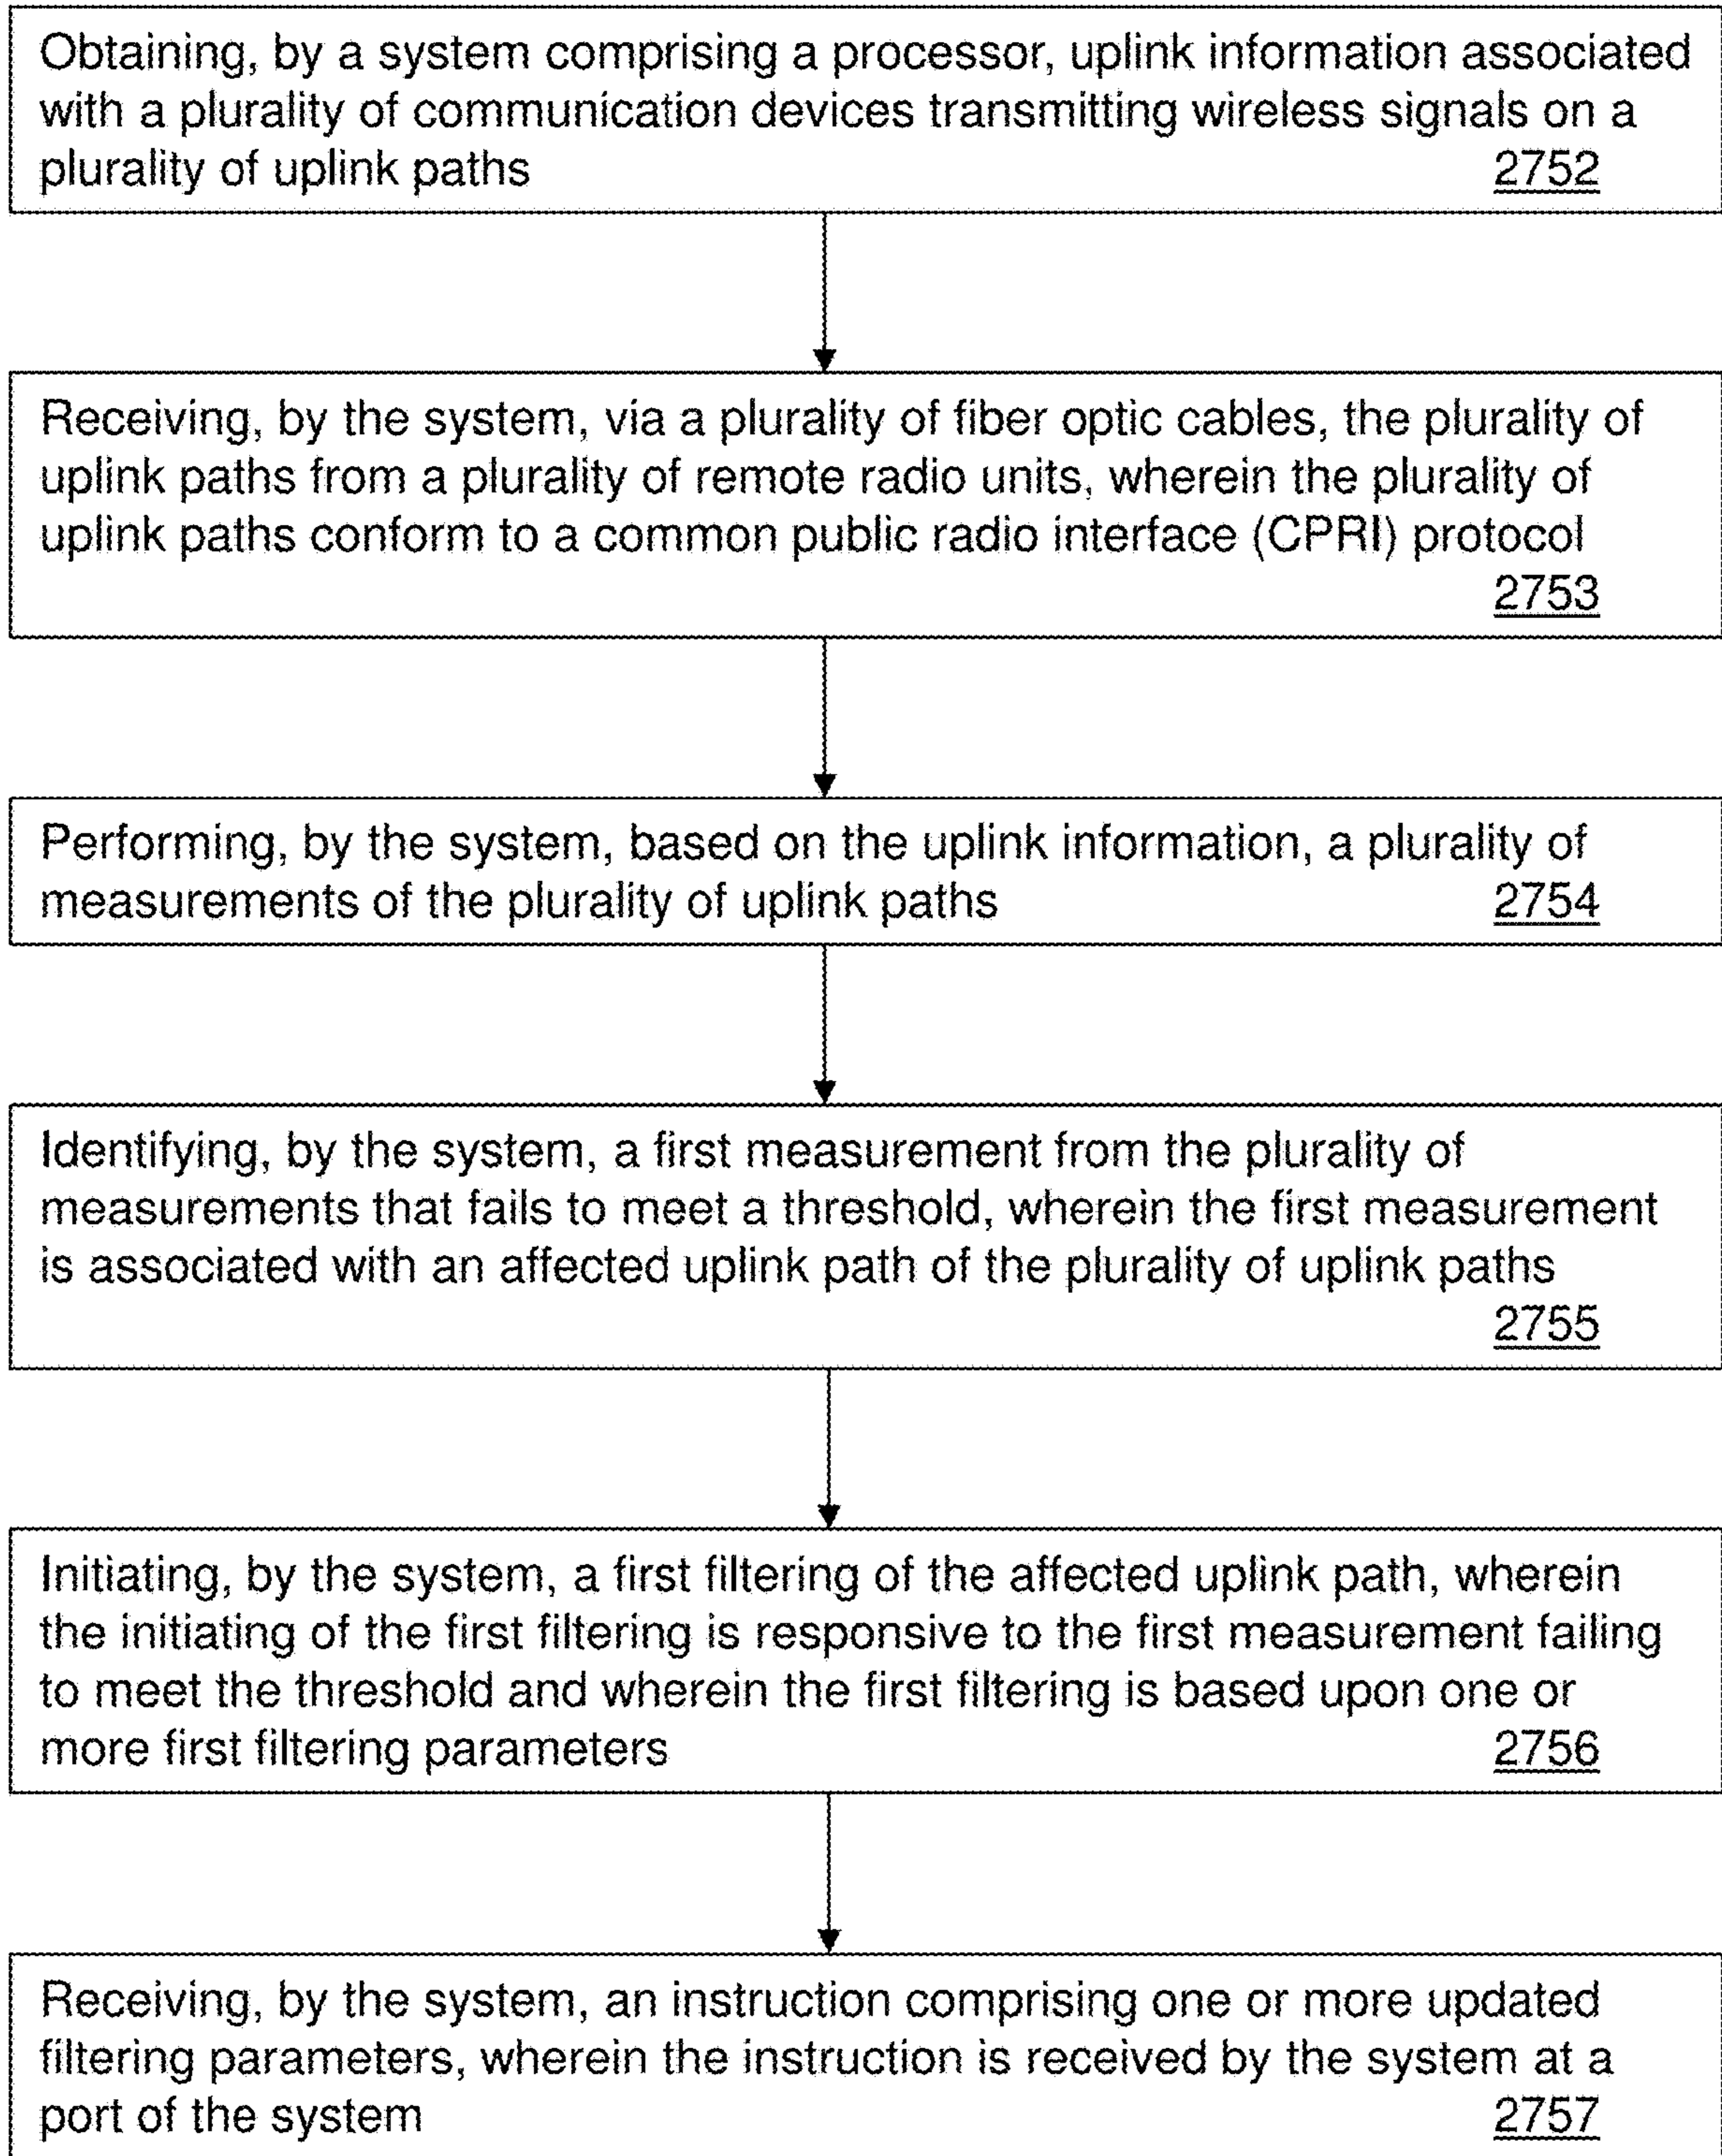 Obtaining, by a system comprising a processor, uplink information associated
with a plurality of communication devices transmitting wireless signals on a
plurality of uplink paths 2752
Receiving, by the system, via a plurality of fiber optic cables, the plurality of
uplink paths from a plurality of remote radio units, wherein the plurality of
uplink paths conform to a common public radio interface (CPRI) protocol
2753
Performing, by the system, based on the uplink information, a plurality of
measurements of the plurality of uplink paths 2754
Identifying, by the system, a first measurement from the plurality of
measurements that fails to meet a threshold, wherein the first measurement
is associated with an affected uplink path of the plurality of uplink paths
2755
Initiating, by the system, a first filtering of the affected uplink path, wherein
the initiating of the first filtering is responsive to the first measurement failing
to meet the threshold and wherein the first filtering is based upon one or
more first filtering parameters 2756
Receiving, by the system, an instruction comprising one or more updated
filtering parameters, wherein the instruction is received by the system at a
port of the system 2757